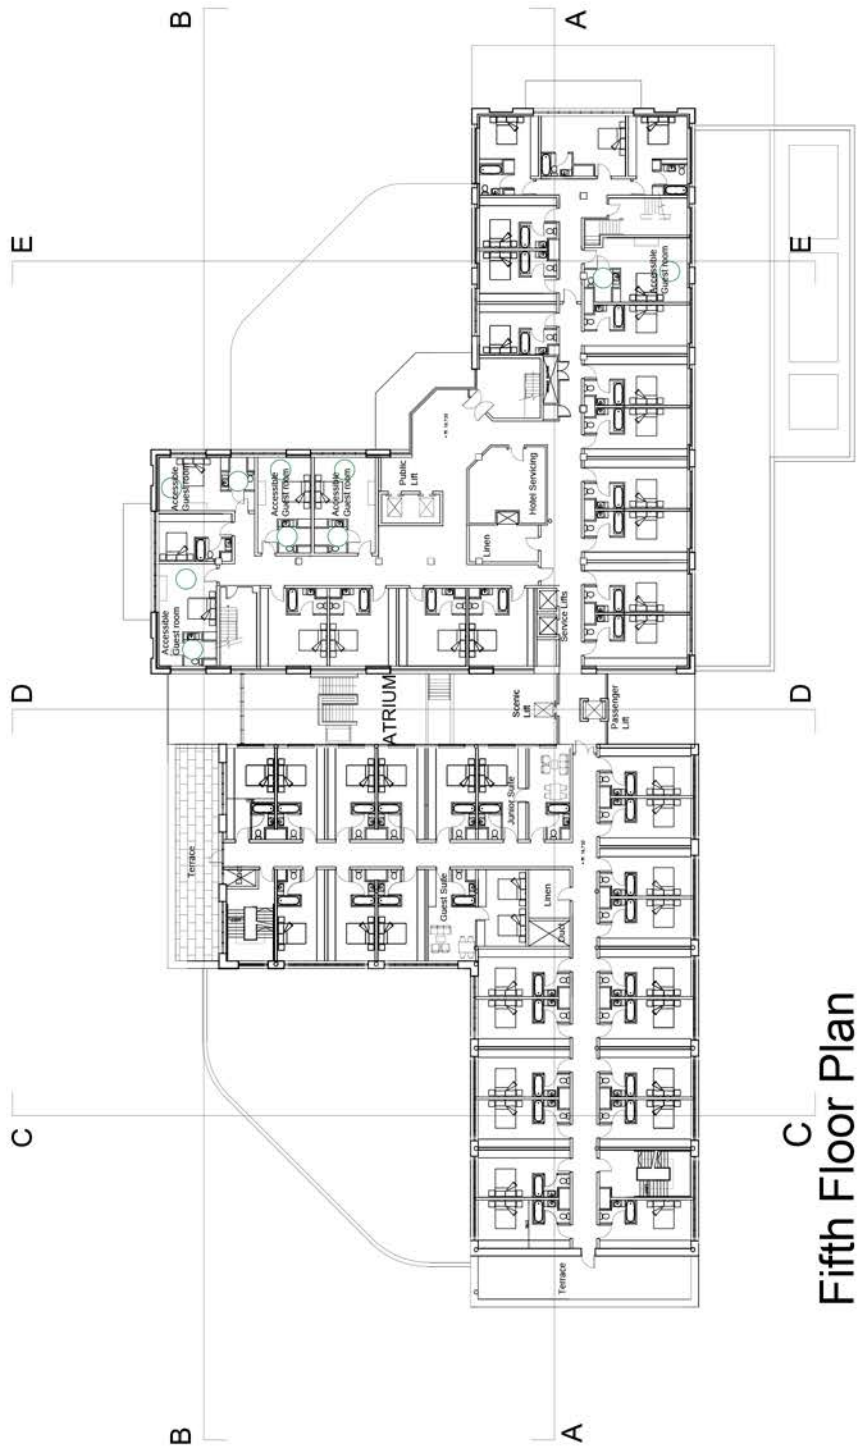 B
B
A
A
E
E
D
D
C
C
Accessible
Guest room
Accessible
Guest room
Accessible
Guest room
Accessible
Guest room
Accessible
Guest room
Public
Lift
Hotel Servicing
Linen
Service Lifts
ATRIUM
Scenic
Lift
Passenger
Lift
Terrace
Junior Suite
Guest Suite
Linen
Duct
Terrace
Fifth Floor Plan